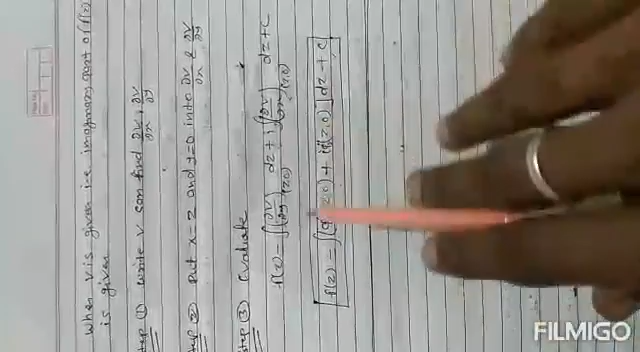 when v is given i.e imaginary part of f(z)
is given
step ① write v can find ∂v/∂x, ∂v/∂y
step ② put x=z and y=0 into ∂v/∂x & ∂v/∂y
step ③ Evaluate
f(z) = ∫(∂v/∂y)(z,0) dz + i∫(∂v/∂x)(z,0) dz + c
f(z) = ∫[ z,0) + i (z,0)] dz + c
FILMIGO